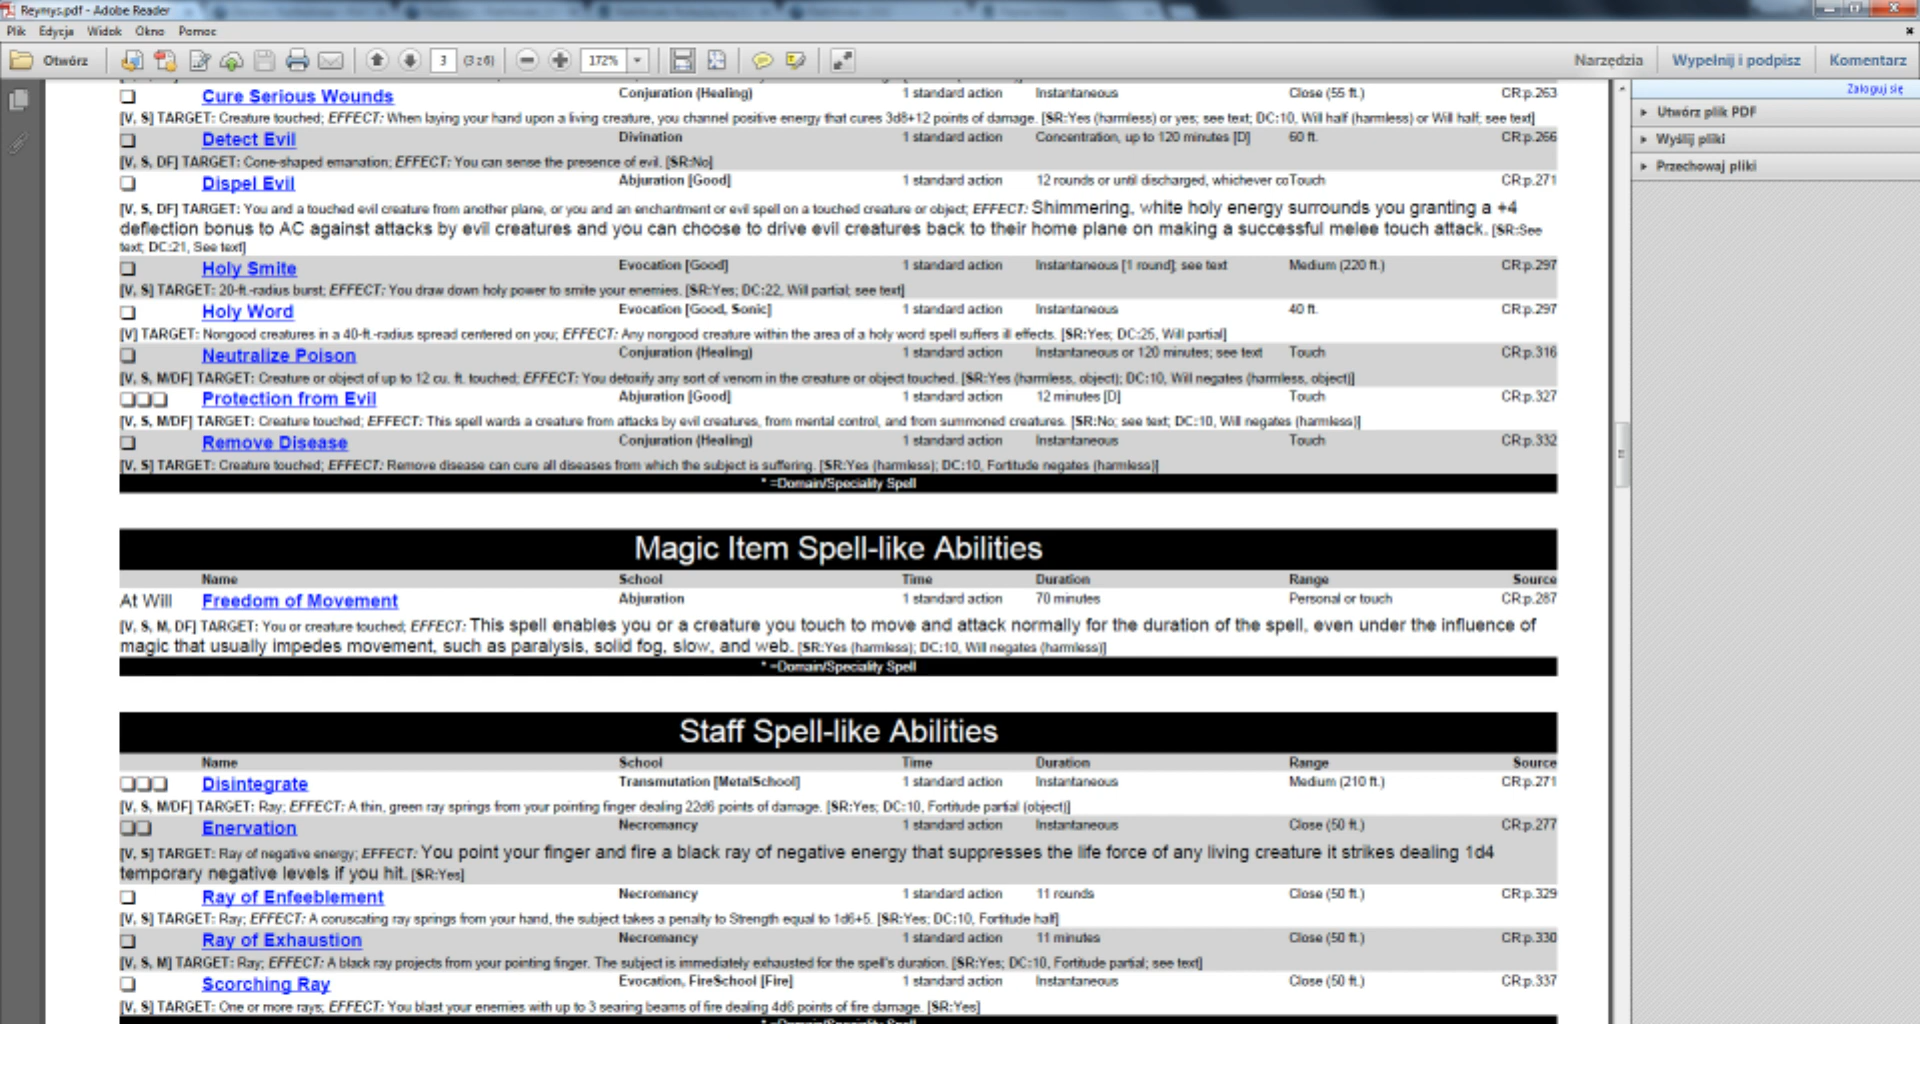 Reymys.pdf - Adobe Reader
Plik Edycja Widok Okno Pomoc
Otwórz 3 (3 z 6) 172% Narzędzia Wypełnij i podpisz Komentarz
Zaloguj się
Utwórz plik PDF
Wyślij pliki
Przechowaj pliki
Cure Serious Wounds Conjuration (Healing) 1 standard action Instantaneous Close (55 ft.) CR:p.263
[V, S] TARGET: Creature touched; EFFECT: When laying your hand upon a living creature, you channel positive energy that cures 3d8+12 points of damage. [SR:Yes (harmless) or yes; see text; DC:10, Will half (harmless) or Will half; see text]
Detect Evil Divination Concentration, up to 120 minutes [D] 60 ft. CR:p.266
[V, S, DF] TARGET: Cone-shaped emanation; EFFECT: You can sense the presence of evil. [SR:No]
Dispel Evil Abjuration [Good] 1 standard action 12 rounds or until discharged, whichever co Touch CR:p.271
[V, S, DF] TARGET: You and a touched evil creature from another plane, or you and an enchantment or evil spell on a touched creature or object; EFFECT: Shimmering, white holy energy surrounds you granting a +4
deflection bonus to AC against attacks by evil creatures and you can choose to drive evil creatures back to their home plane on making a successful melee touch attack. [SR:See
text; DC:21, See text]
Holy Smite Evocation [Good] 1 standard action Instantaneous [1 round]; see text Medium (220 ft.) CR:p.297
[V, S] TARGET: 20-ft.-radius burst; EFFECT: You draw down holy power to smite your enemies. [SR:Yes; DC:22, Will partial; see text]
Holy Word Evocation [Good, Sonic] 1 standard action Instantaneous 40 ft. CR:p.297
[V] TARGET: Nongood creatures in a 40-ft.-radius spread centered on you; EFFECT: Any nongood creature within the area of a holy word spell suffers ill effects. [SR:Yes; DC:25, Will partial]
Neutralize Poison Conjuration (Healing) 1 standard action Instantaneous or 120 minutes; see text Touch CR:p.316
[V, S, M/DF] TARGET: Creature or object of up to 12 cu. ft. touched; EFFECT: You detoxify any sort of venom in the creature or object touched. [SR:Yes (harmless, object); DC:10, Will negates (harmless, object)]
Protection from Evil Abjuration [Good] 1 standard action 12 minutes [D] Touch CR:p.327
[V, S, M/DF] TARGET: Creature touched; EFFECT: This spell wards a creature from attacks by evil creatures, from mental control, and from summoned creatures. [SR:No; see text; DC:10, Will negates (harmless)]
Remove Disease Conjuration (Healing) 1 standard action Instantaneous Touch CR:p.332
[V, S] TARGET: Creature touched; EFFECT: Remove disease can cure all diseases from which the subject is suffering. [SR:Yes (harmless); DC:10, Fortitude negates (harmless)]
* =Domain/Speciality Spell
Magic Item Spell-like Abilities
Name School Time Duration Range Source
At Will Freedom of Movement Abjuration 1 standard action 70 minutes Personal or touch CR:p.287
[V, S, M, DF] TARGET: You or creature touched; EFFECT: This spell enables you or a creature you touch to move and attack normally for the duration of the spell, even under the influence of
magic that usually impedes movement, such as paralysis, solid fog, slow, and web. [SR:Yes (harmless); DC:10, Will negates (harmless)]
* =Domain/Speciality Spell
Staff Spell-like Abilities
Name School Time Duration Range Source
Disintegrate Transmutation [MetalSchool] 1 standard action Instantaneous Medium (210 ft.) CR:p.271
[V, S, M/DF] TARGET: Ray; EFFECT: A thin, green ray springs from your pointing finger dealing 22d6 points of damage. [SR:Yes; DC:10, Fortitude partial (object)]
Enervation Necromancy 1 standard action Instantaneous Close (50 ft.) CR:p.277
[V, S] TARGET: Ray of negative energy; EFFECT: You point your finger and fire a black ray of negative energy that suppresses the life force of any living creature it strikes dealing 1d4
temporary negative levels if you hit. [SR:Yes]
Ray of Enfeeblement Necromancy 1 standard action 11 rounds Close (50 ft.) CR:p.329
[V, S] TARGET: Ray; EFFECT: A coruscating ray springs from your hand, the subject takes a penalty to Strength equal to 1d6+5. [SR:Yes; DC:10, Fortitude half]
Ray of Exhaustion Necromancy 1 standard action 11 minutes Close (50 ft.) CR:p.330
[V, S, M] TARGET: Ray; EFFECT: A black ray projects from your pointing finger. The subject is immediately exhausted for the spell's duration. [SR:Yes; DC:10, Fortitude partial; see text]
Scorching Ray Evocation, FireSchool [Fire] 1 standard action Instantaneous Close (50 ft.) CR:p.337
[V, S] TARGET: One or more rays; EFFECT: You blast your enemies with up to 3 searing beams of fire dealing 4d6 points of fire damage. [SR:Yes]